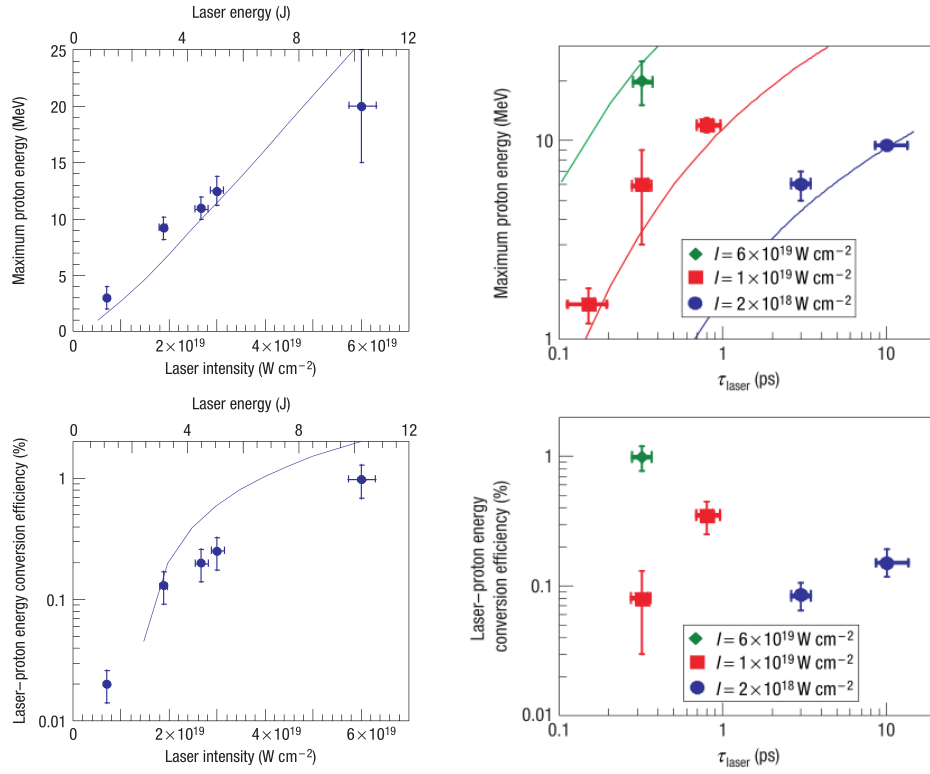 Laser energy (J)
0 4 8 12
25
20
15
10
5
0
Maximum proton energy (MeV)
0 2×10¹⁹ 4×10¹⁹ 6×10¹⁹
Laser intensity (W cm⁻²)
10
1
Maximum proton energy (MeV)
I = 6×10¹⁹ W cm⁻²
I = 1×10¹⁹ W cm⁻²
I = 2×10¹⁸ W cm⁻²
0.1 1 10
τlaser (ps)
Laser energy (J)
0 4 8 12
1
0.1
0.01
Laser–proton energy conversion efficiency (%)
0 2×10¹⁹ 4×10¹⁹ 6×10¹⁹
Laser intensity (W cm⁻²)
1
0.1
0.01
Laser–proton energy
conversion efficiency (%)
I = 6×10¹⁹ W cm⁻²
I = 1×10¹⁹ W cm⁻²
I = 2×10¹⁸ W cm⁻²
0.1 1 10
τlaser (ps)